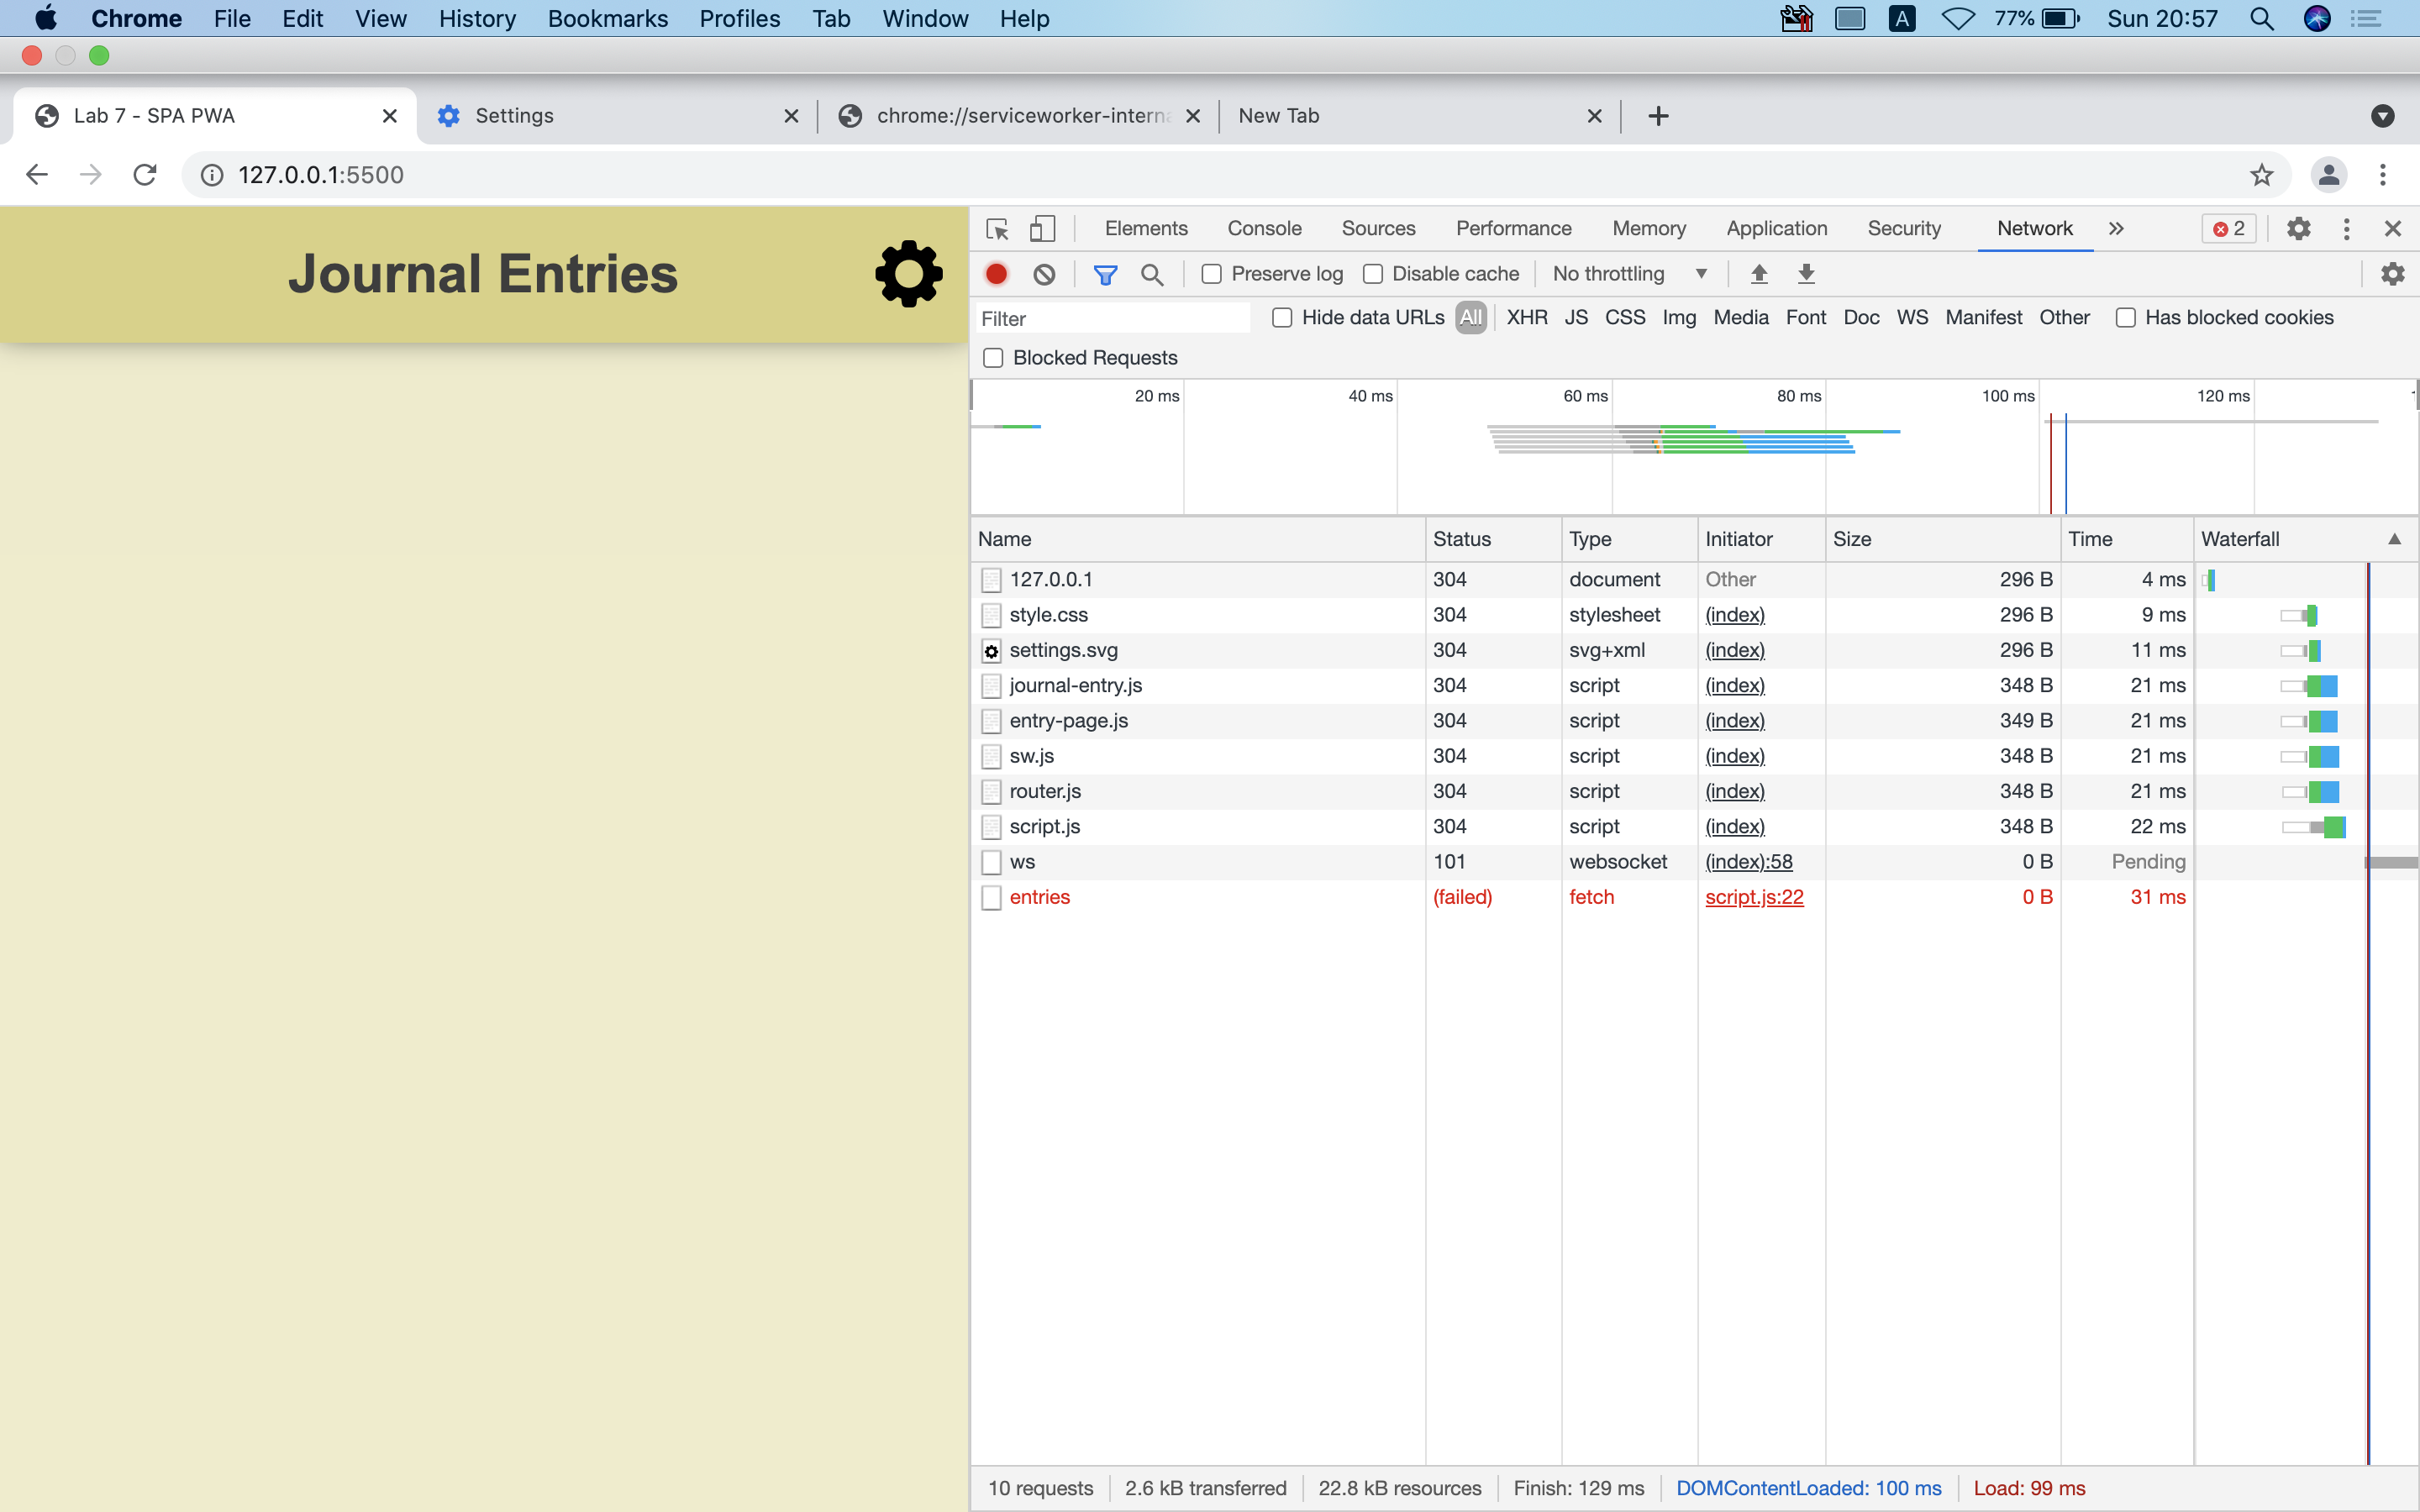 Chrome File Edit View History Bookmarks Profiles Tab Window Help A 77% Sun 20:57
Lab 7 - SPA PWA Settings chrome://serviceworker-interna New Tab
127.0.0.1:5500
Journal Entries
Elements Console Sources Performance Memory Application Security Network 2
Preserve log Disable cache No throttling
Filter Hide data URLs All XHR JS CSS Img Media Font Doc WS Manifest Other Has blocked cookies
Blocked Requests
20 ms 40 ms 60 ms 80 ms 100 ms 120 ms
Name Status Type Initiator Size Time Waterfall
127.0.0.1 304 document Other 296 B 4 ms
style.css 304 stylesheet (index) 296 B 9 ms
settings.svg 304 svg+xml (index) 296 B 11 ms
journal-entry.js 304 script (index) 348 B 21 ms
entry-page.js 304 script (index) 349 B 21 ms
sw.js 304 script (index) 348 B 21 ms
router.js 304 script (index) 348 B 21 ms
script.js 304 script (index) 348 B 22 ms
ws 101 websocket (index):58 0 B Pending
entries (failed) fetch script.js:22 0 B 31 ms
10 requests 2.6 kB transferred 22.8 kB resources Finish: 129 ms DOMContentLoaded: 100 ms Load: 99 ms